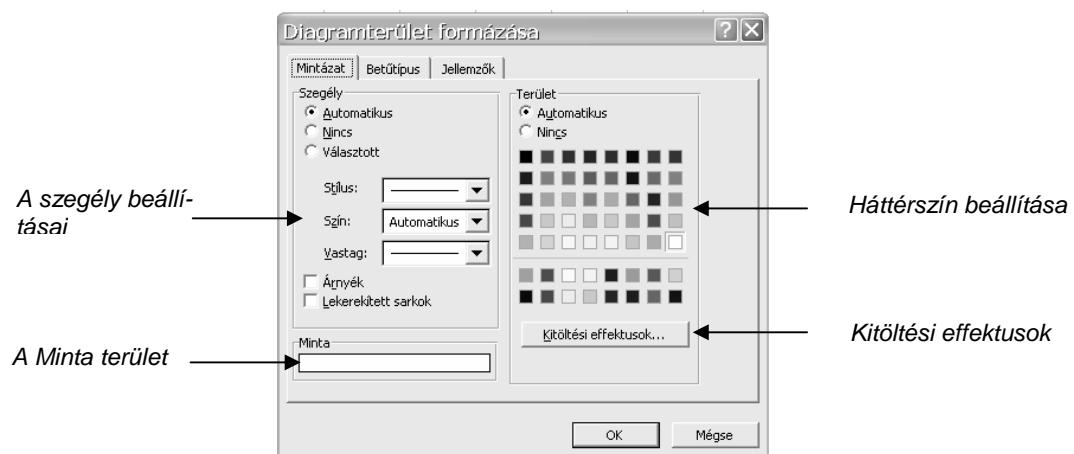 Diagramterület formázása
Mintázat Betűtípus Jellemzők
Szegély
Automatikus
Nincs
Választott
Stílus:
Szín: Automatikus
Vastag:
Árnyék
Lekerekített sarkok
Minta
Terület
Automatikus
Nincs
Kitöltési effektusok...
OK Mégse
A szegély beállí-
tásai
A Minta terület
Háttérszín beállítása
Kitöltési effektusok